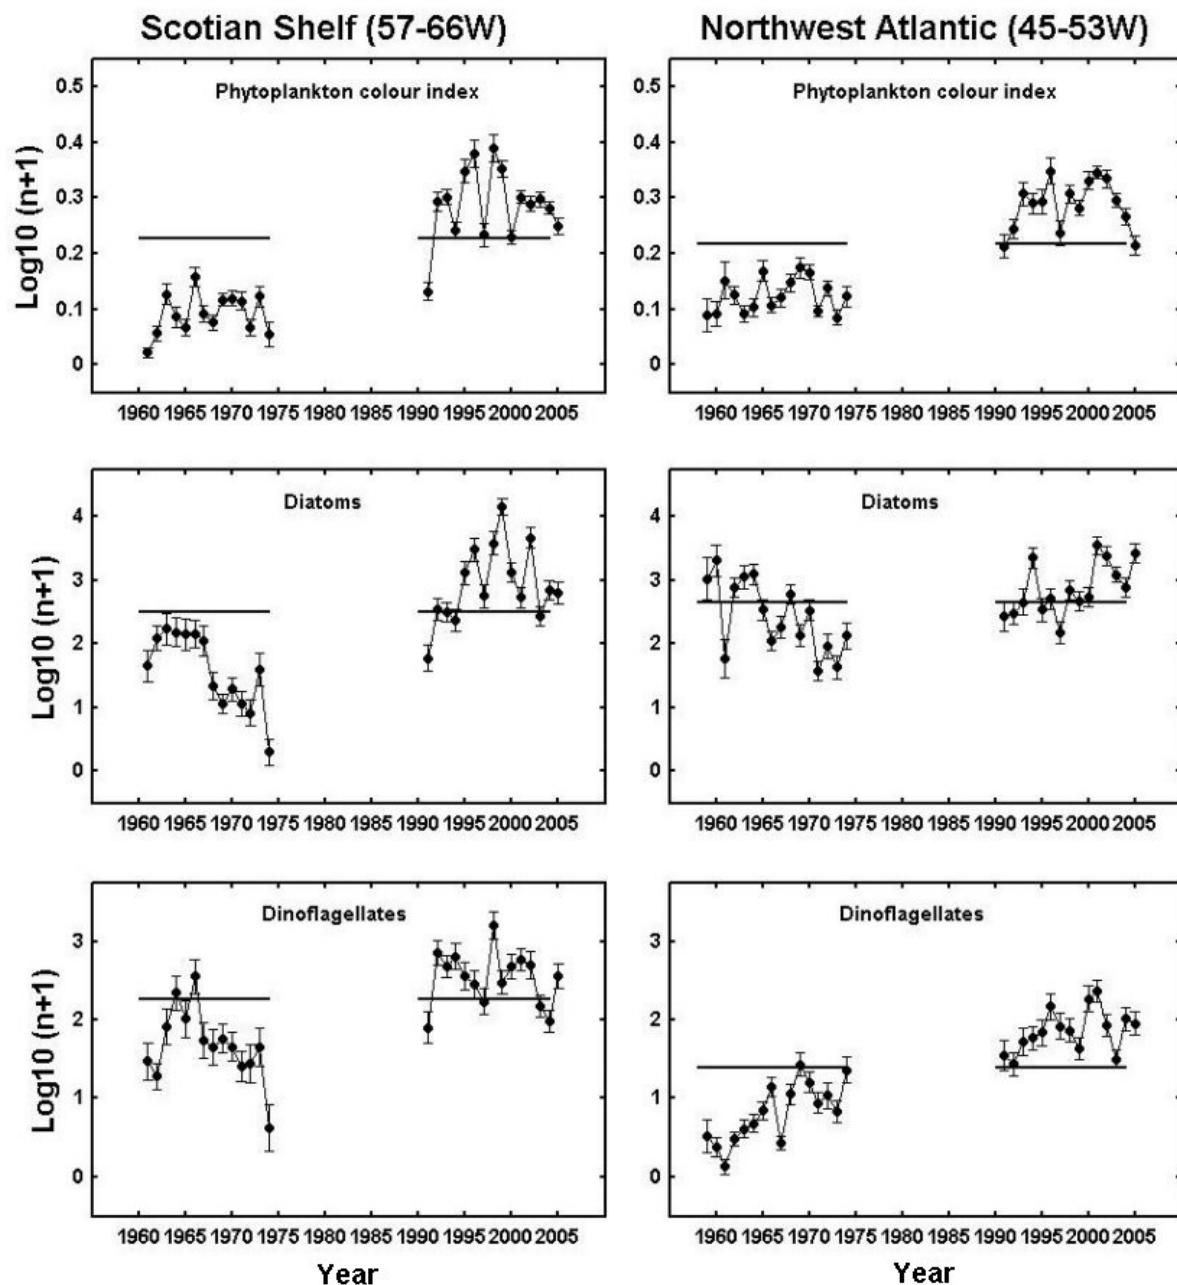 Scotian Shelf (57-66W)
Northwest Atlantic (45-53W)
Phytoplankton colour index
0.5
0.4
0.3
0.2
0.1
0
Log10 (n+1)
1960 1965 1970 1975 1980 1985 1990 1995 2000 2005
Phytoplankton colour index
0.5
0.4
0.3
0.2
0.1
0
1960 1965 1970 1975 1980 1985 1990 1995 2000 2005
Diatoms
4
3
2
1
0
Log10 (n+1)
1960 1965 1970 1975 1980 1985 1990 1995 2000 2005
Diatoms
4
3
2
1
0
1960 1965 1970 1975 1980 1985 1990 1995 2000 2005
Dinoflagellates
3
2
1
0
Log10 (n+1)
1960 1965 1970 1975 1980 1985 1990 1995 2000 2005
Year
Dinoflagellates
3
2
1
0
1960 1965 1970 1975 1980 1985 1990 1995 2000 2005
Year